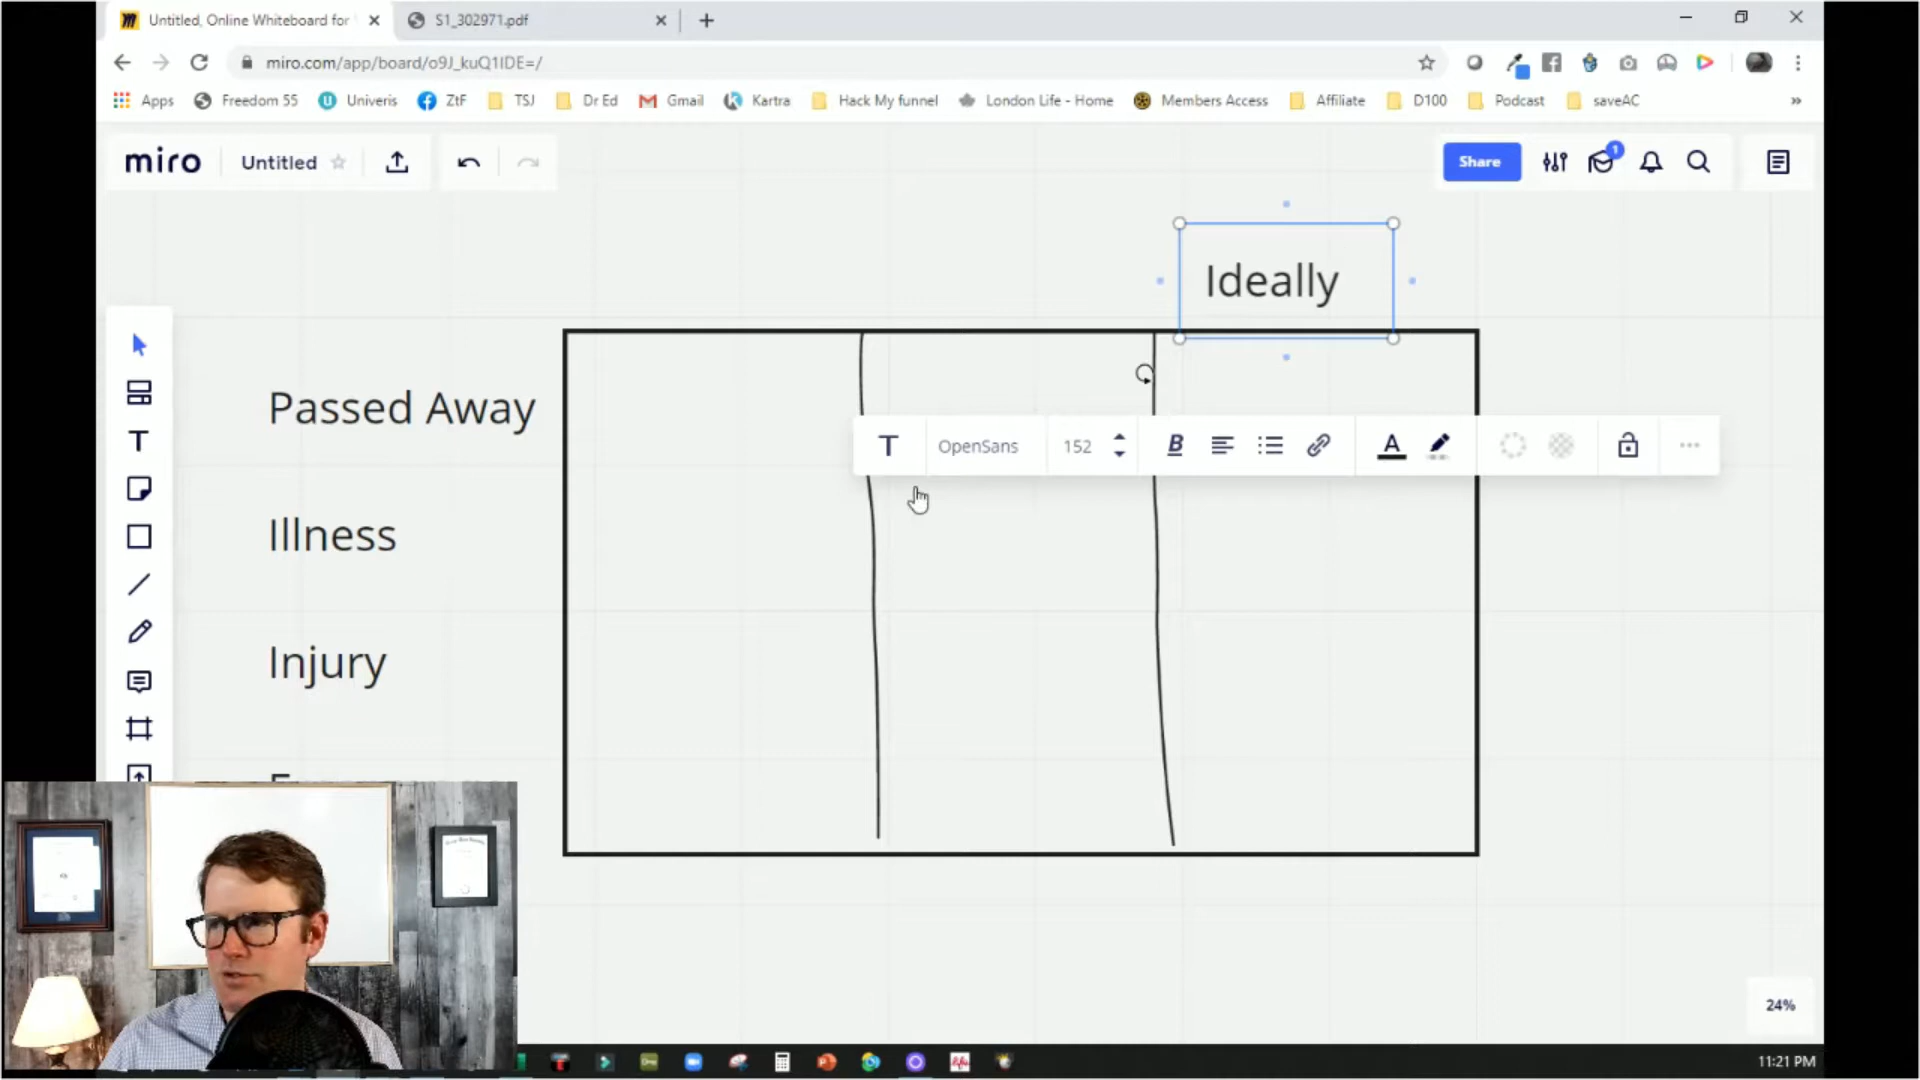 Untitled, Online Whiteboard for
S1_302971.pdf
miro.com/app/board/o9J_kuQ1IDE=/
Apps Freedom 55 Univeris ZtF TSJ Dr Ed Gmail Kartra Hack My funnel London Life - Home Members Access Affiliate D100 Podcast saveAC
miro Untitled Share 1
Ideally
Passed Away
T OpenSans 152 B A
Illness
Injury
24%
11:21 PM